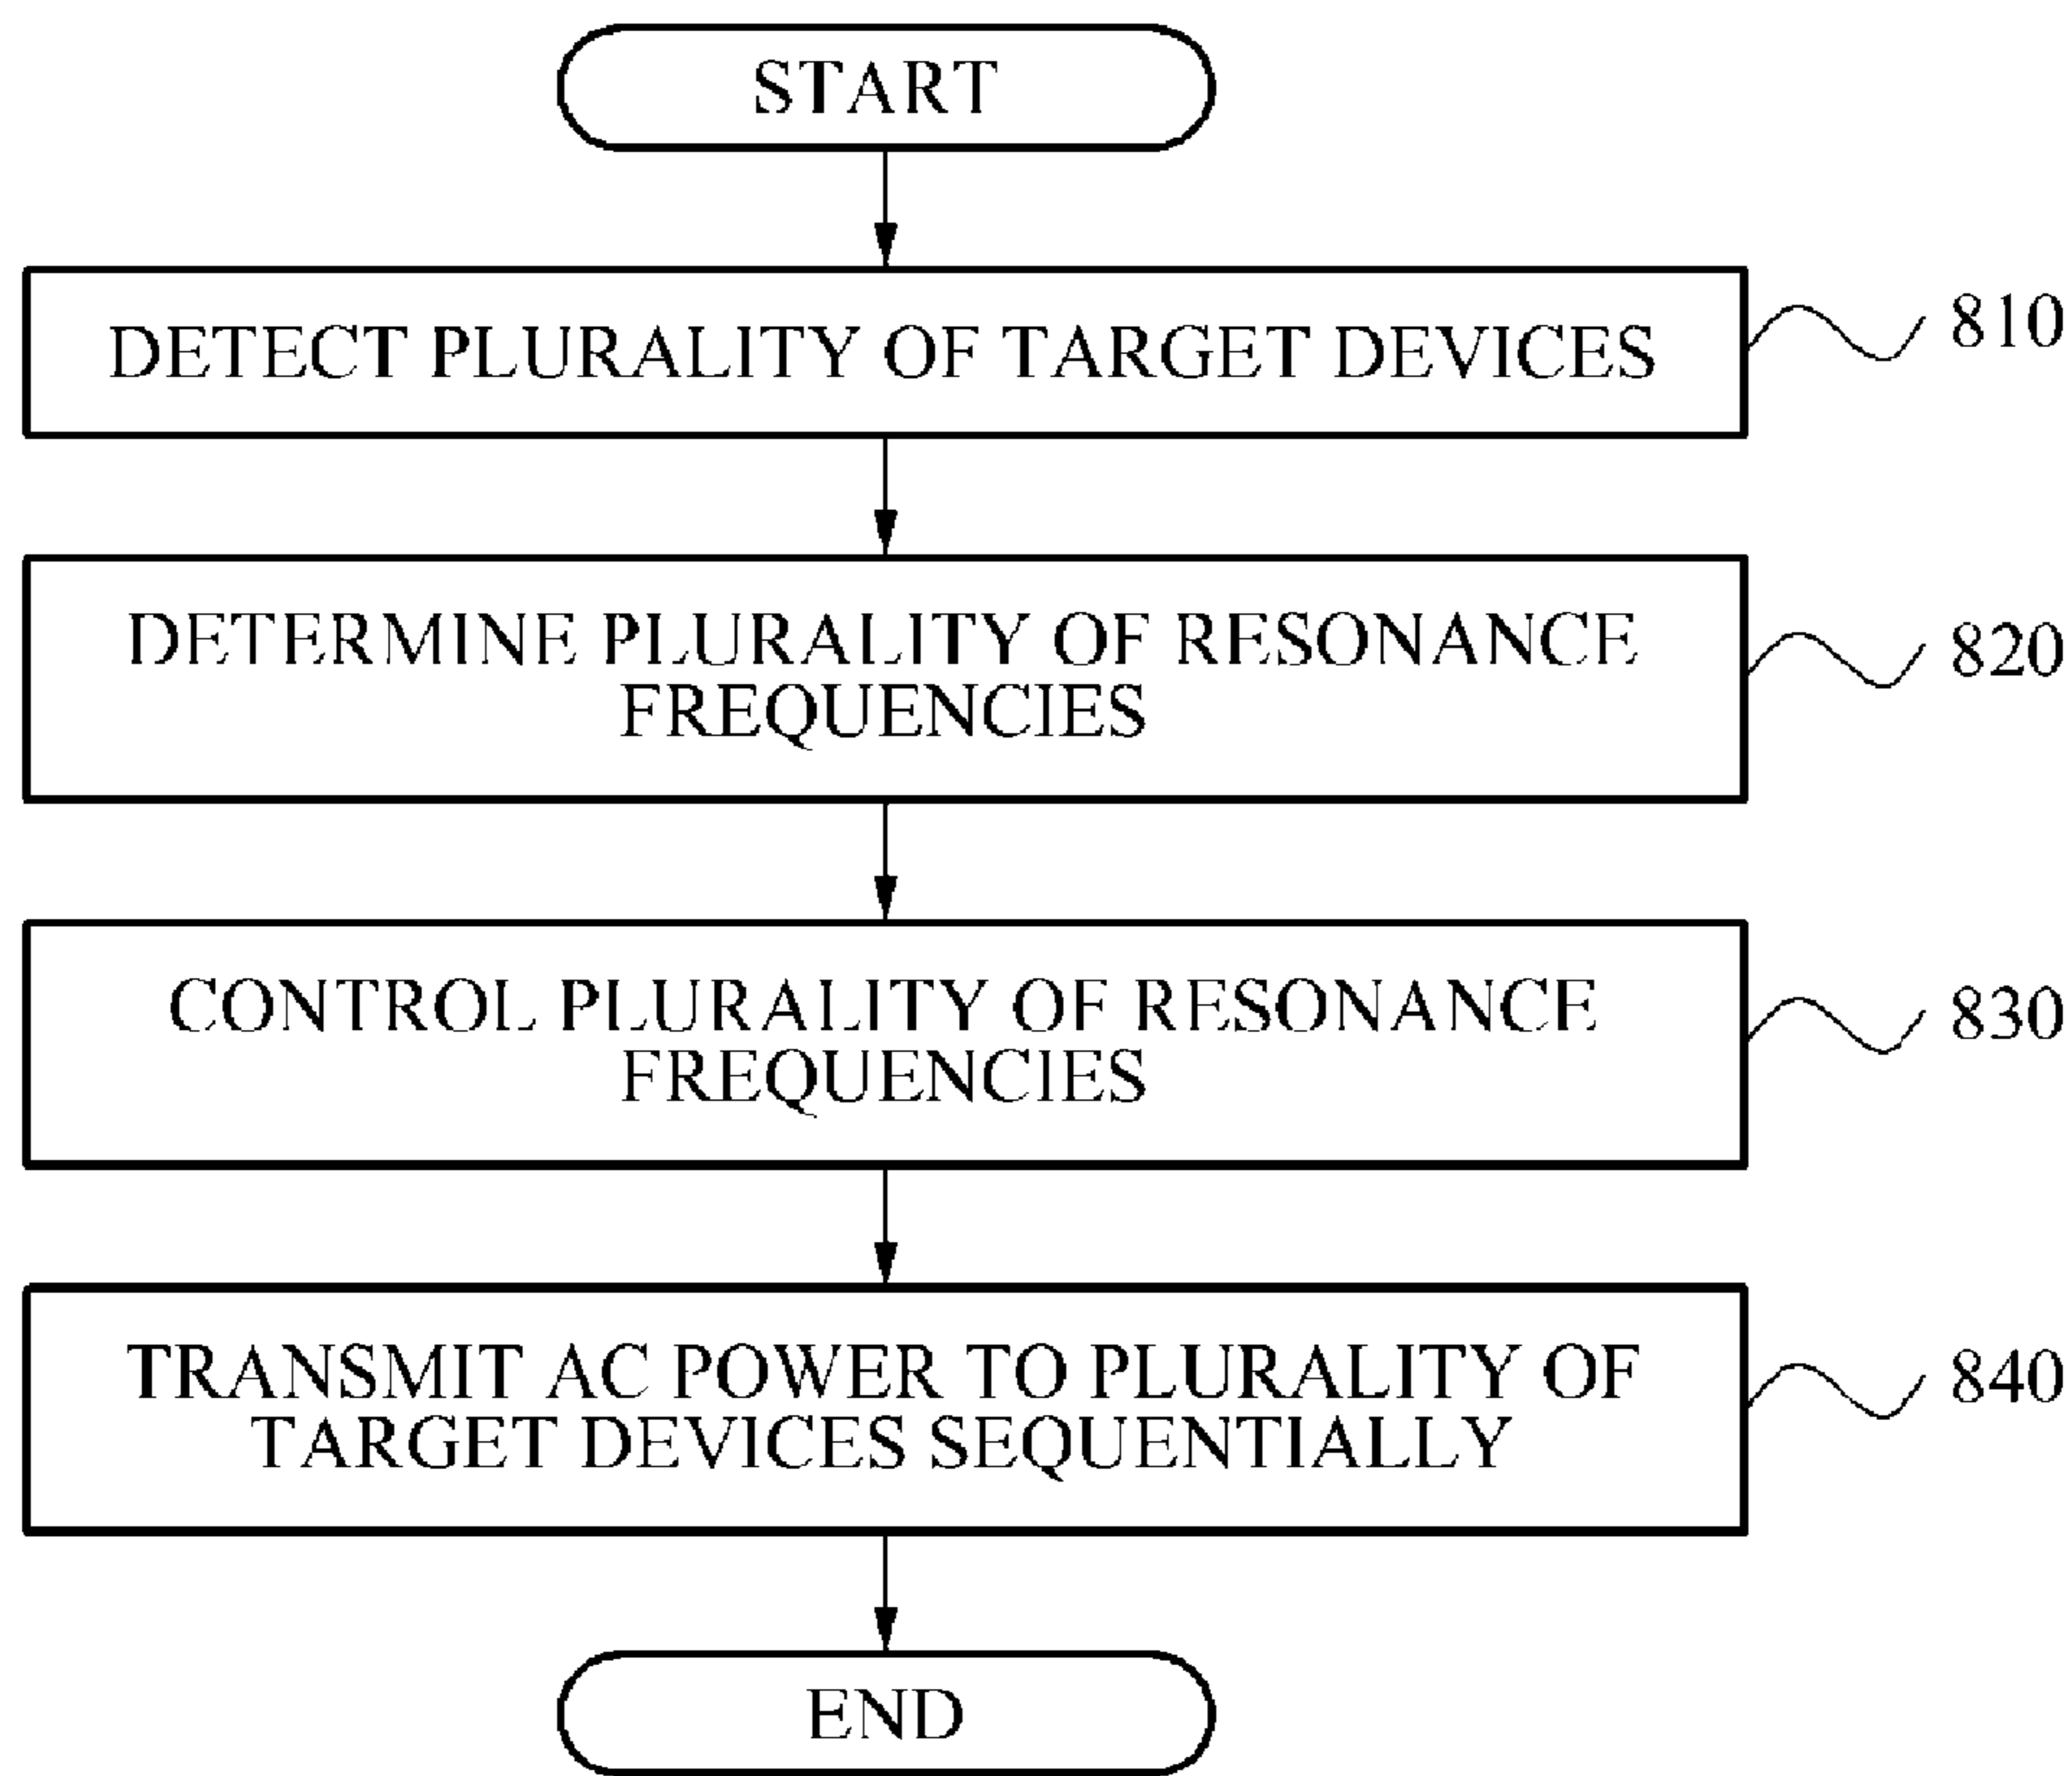 START
DETECT PLURALITY OF TARGET DEVICES
810
DETERMINE PLURALITY OF RESONANCE
FREQUENCIES
820
CONTROL PLURALITY OF RESONANCE
FREQUENCIES
830
TRANSMIT AC POWER TO PLURALITY OF
TARGET DEVICES SEQUENTIALLY
840
END